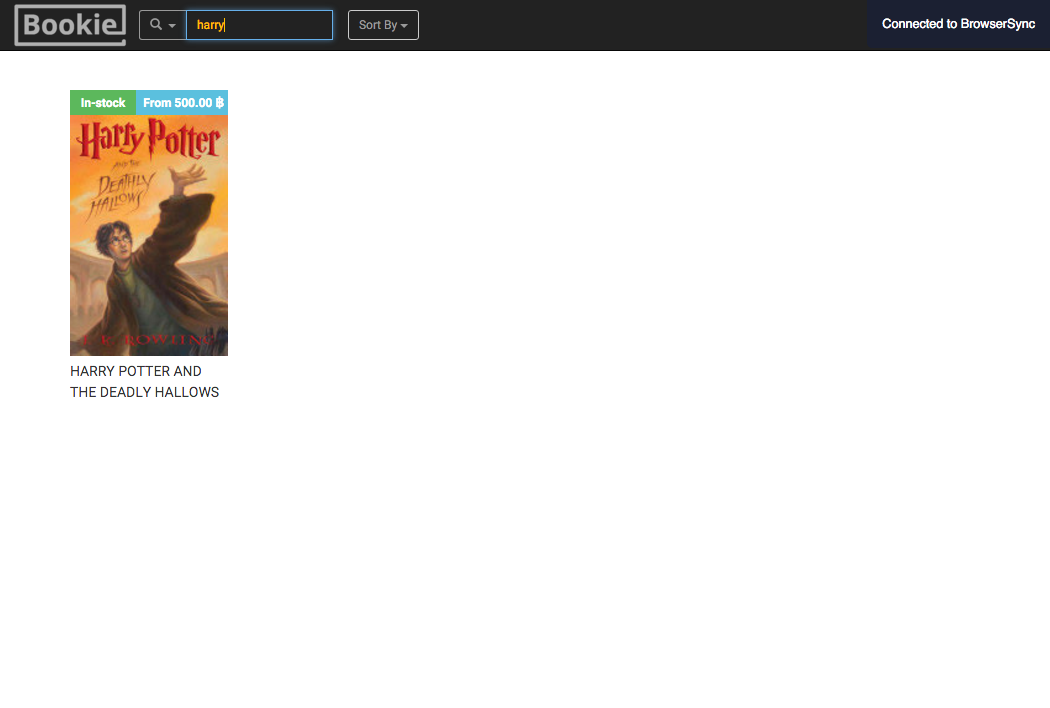 Bookie
harry
Sort By
Connected to BrowserSync
In-stock
From 500.00 ฿
Harry Potter
AND THE
DEATHLY
HALLOWS
J. K. ROWLING
HARRY POTTER AND
THE DEADLY HALLOWS